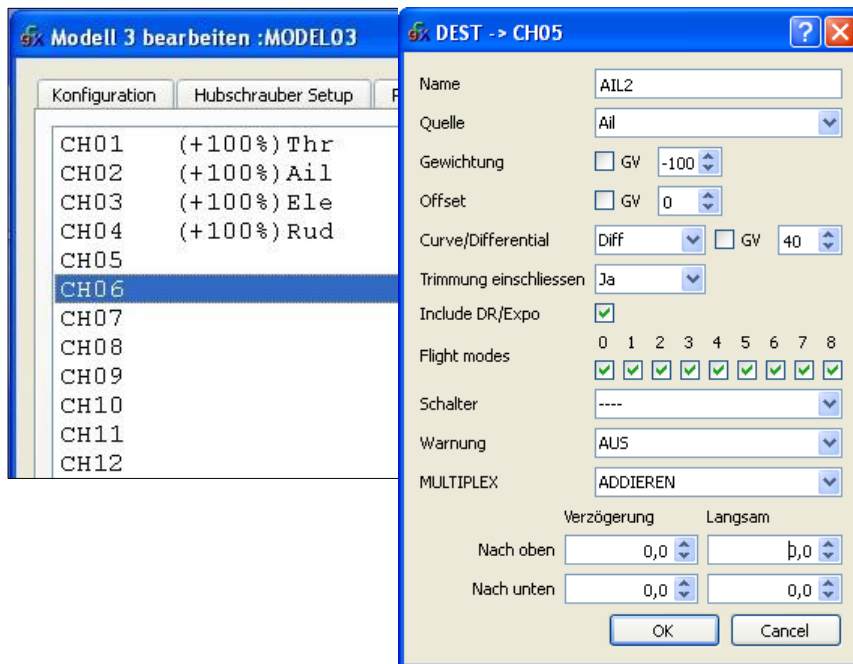 Modell 3 bearbeiten :MODEL03
Konfiguration Hubschrauber Setup
CH01 (+100%)Thr
CH02 (+100%)Ail
CH03 (+100%)Ele
CH04 (+100%)Rud
CH05
CH06
CH07
CH08
CH09
CH10
CH11
CH12
DEST -> CH05
Name AIL2
Quelle Ail
Gewichtung GV -100
Offset GV 0
Curve/Differential Diff GV 40
Trimmung einschliessen Ja
Include DR/Expo
0 1 2 3 4 5 6 7 8
Flight modes
Schalter ----
Warnung AUS
MULTIPLEX ADDIEREN
Verzögerung Langsam
Nach oben 0,0 0,0
Nach unten 0,0 0,0
OK Cancel